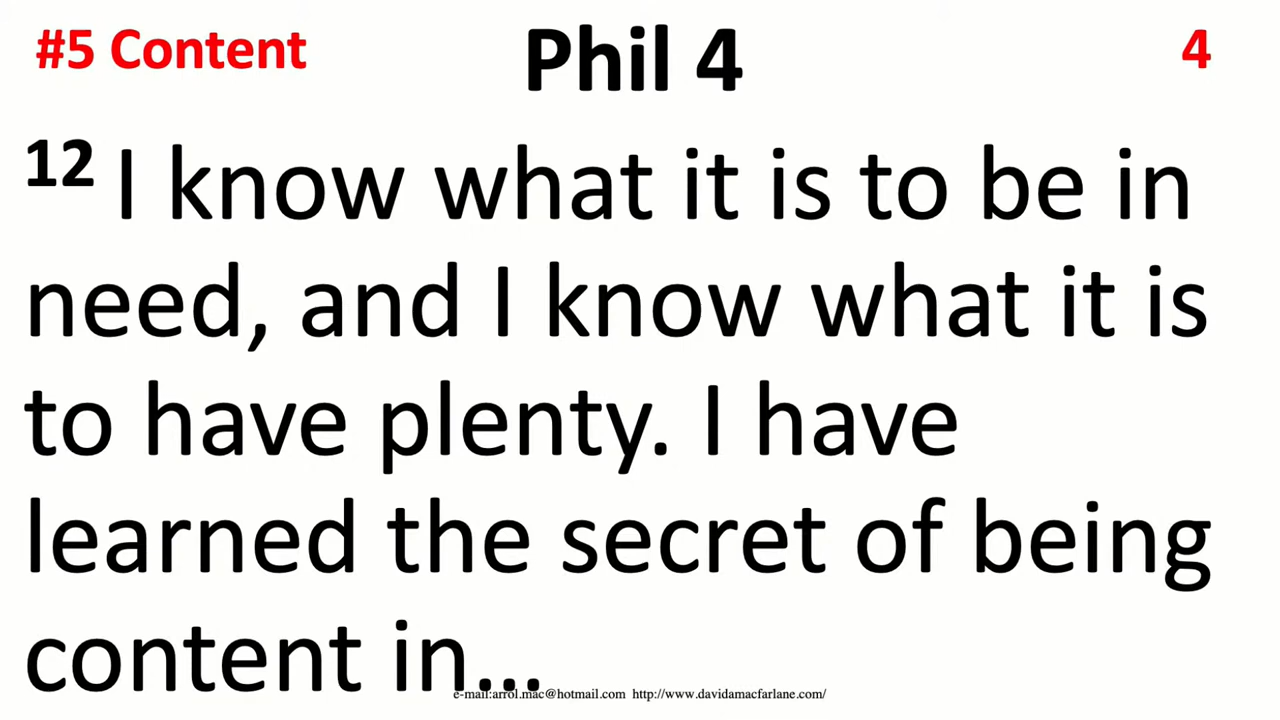 #5 Content Phil 4 4
12 I know what it is to be in
need, and I know what it is
to have plenty. I have
learned the secret of being
content in...
e-mail:arrol.mac@hotmail.com http://www.davidamacfarlane.com/